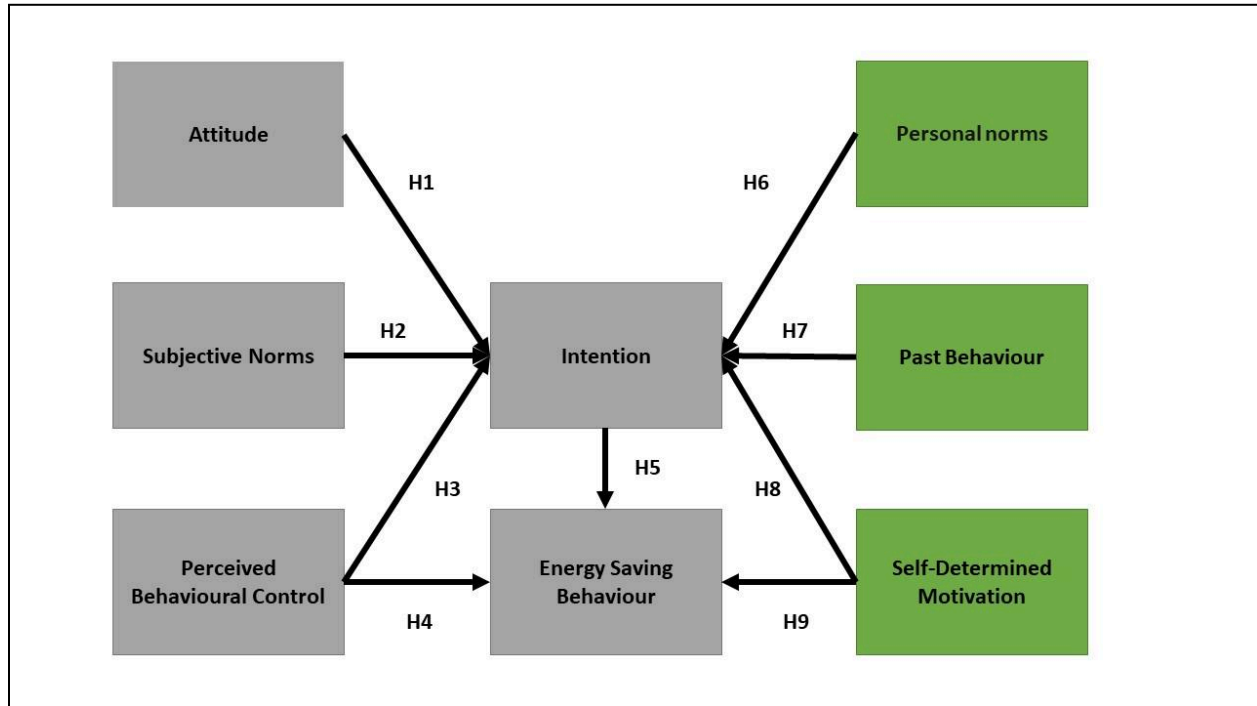 Attitude
Personal norms
H1
H6
Subjective Norms
H2
Intention
H7
Past Behaviour
H3
H5
H8
Perceived
Behavioural Control
H4
Energy Saving
Behaviour
H9
Self-Determined
Motivation